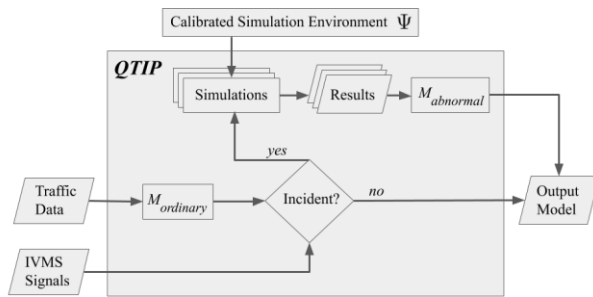 Calibrated Simulation Environment Ψ
QTIP
Simulations
Results
M abnormal
yes
Traffic
Data
M ordinary
Incident?
no
Output
Model
IVMS
Signals